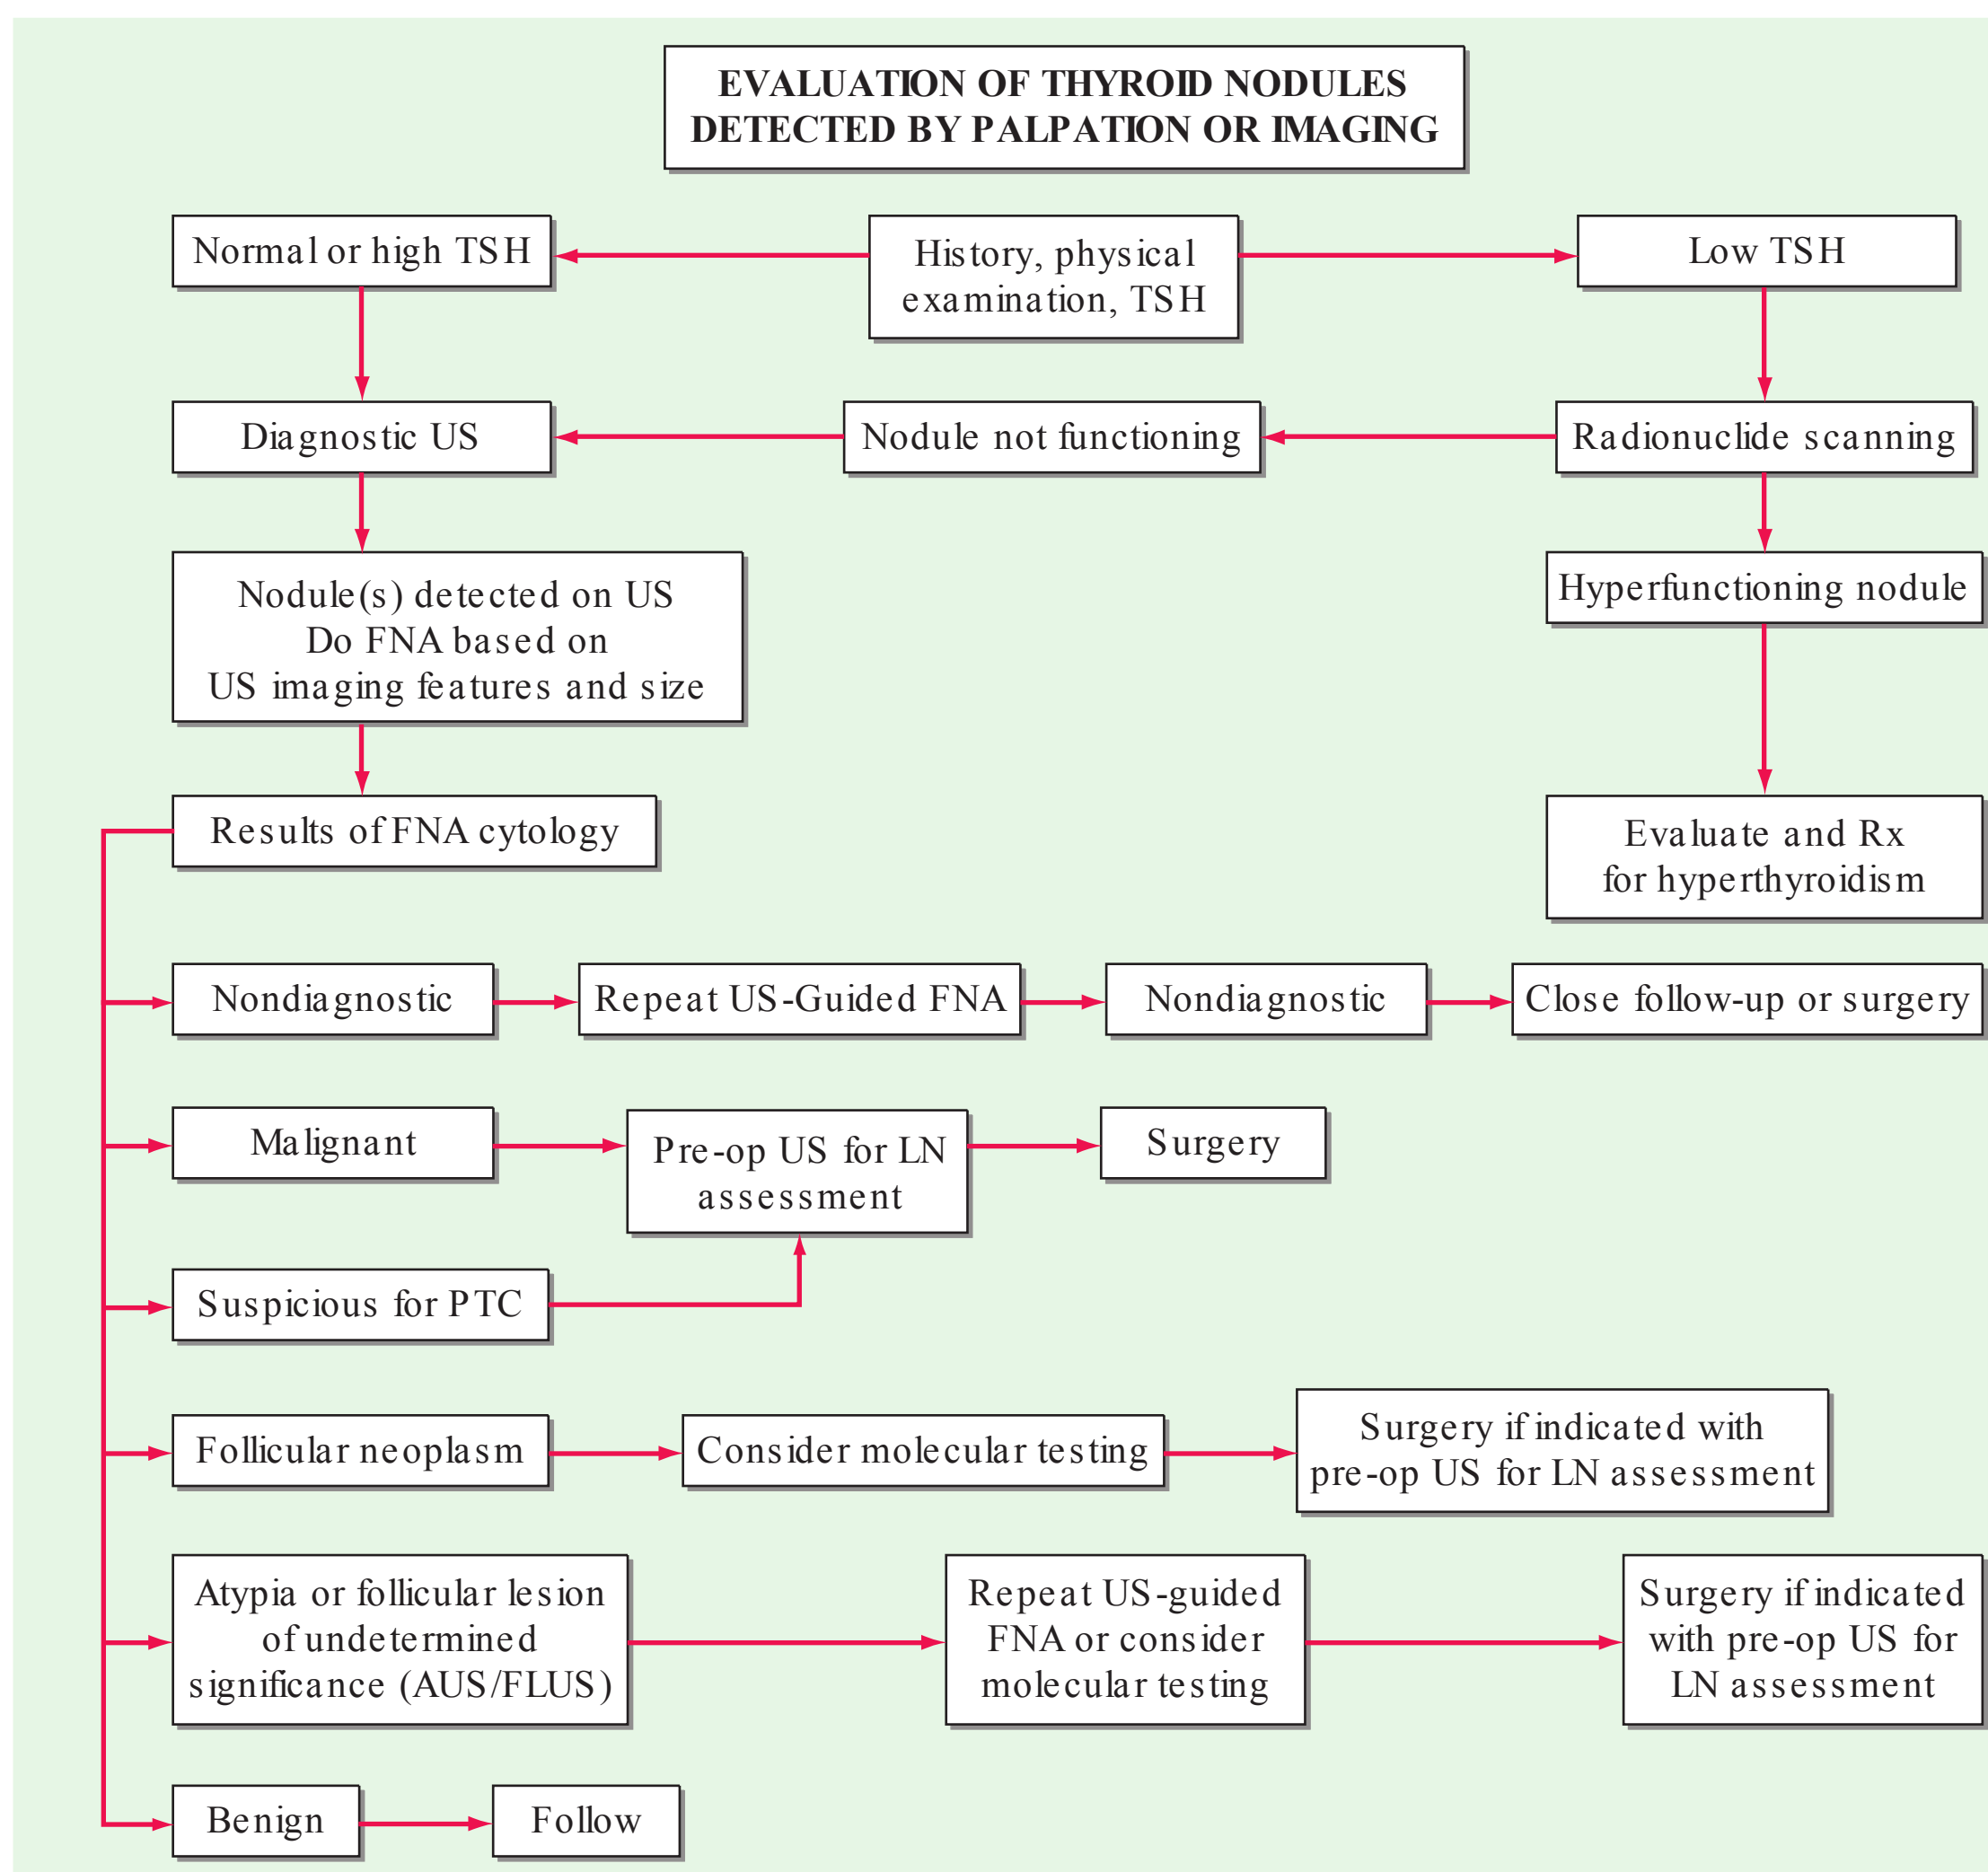 EVALUATION OF THYROID NODULES
DETECTED BY PALPATION OR IMAGING
Normal or high TSH
History, physical
examination, TSH
Low TSH
Diagnostic US
Nodule not functioning
Radionuclide scanning
Nodule(s) detected on US
Do FNA based on
US imaging features and size
Hyperfunctioning nodule
Results of FNA cytology
Evaluate and Rx
for hyperthyroidism
Nondiagnostic
Repeat US-Guided FNA
Nondiagnostic
Close follow-up or surgery
Malignant
Pre-op US for LN
assessment
Surgery
Suspicious for PTC
Follicular neoplasm
Consider molecular testing
Surgery if indicated with
pre-op US for LN assessment
Atypia or follicular lesion
of undetermined
significance (AUS/FLUS)
Repeat US-guided
FNA or consider
molecular testing
Surgery if indicated
with pre-op US for
LN assessment
Benign
Follow